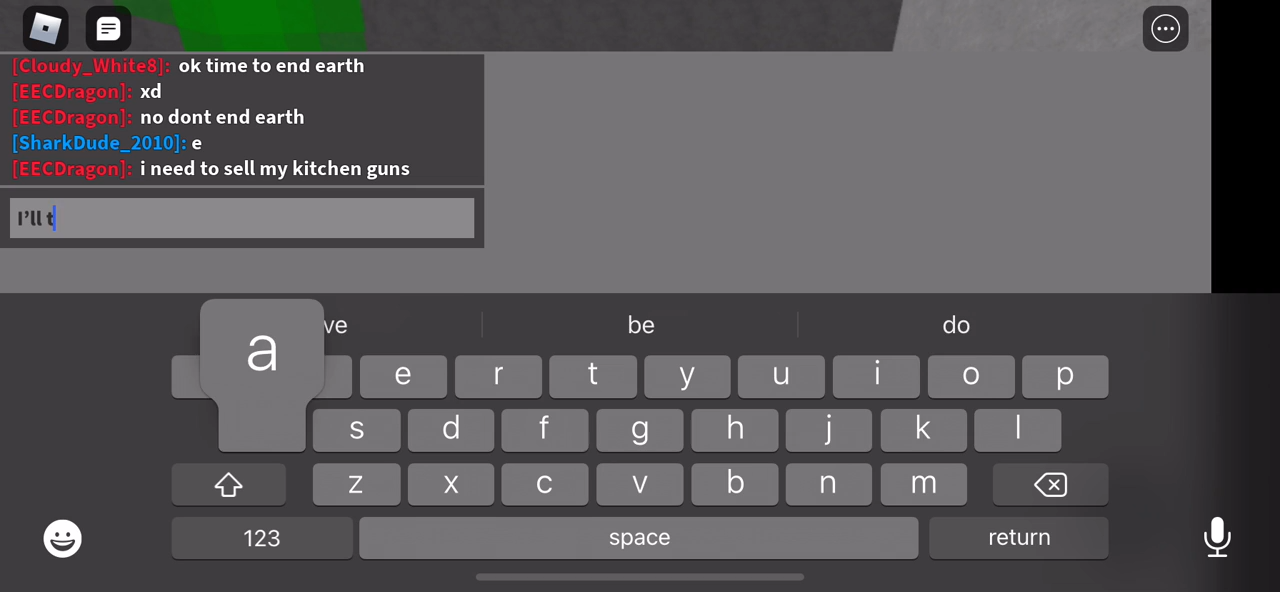 [Cloudy_White8]: ok time to end earth
[EECDragon]: xd
[EECDragon]: no dont end earth
[SharkDude_2010]: e
[EECDragon]: i need to sell my kitchen guns
I’ll t
ve be do
a
e r t y u i o p
s d f g h j k l
z x c v b n m
123 space return